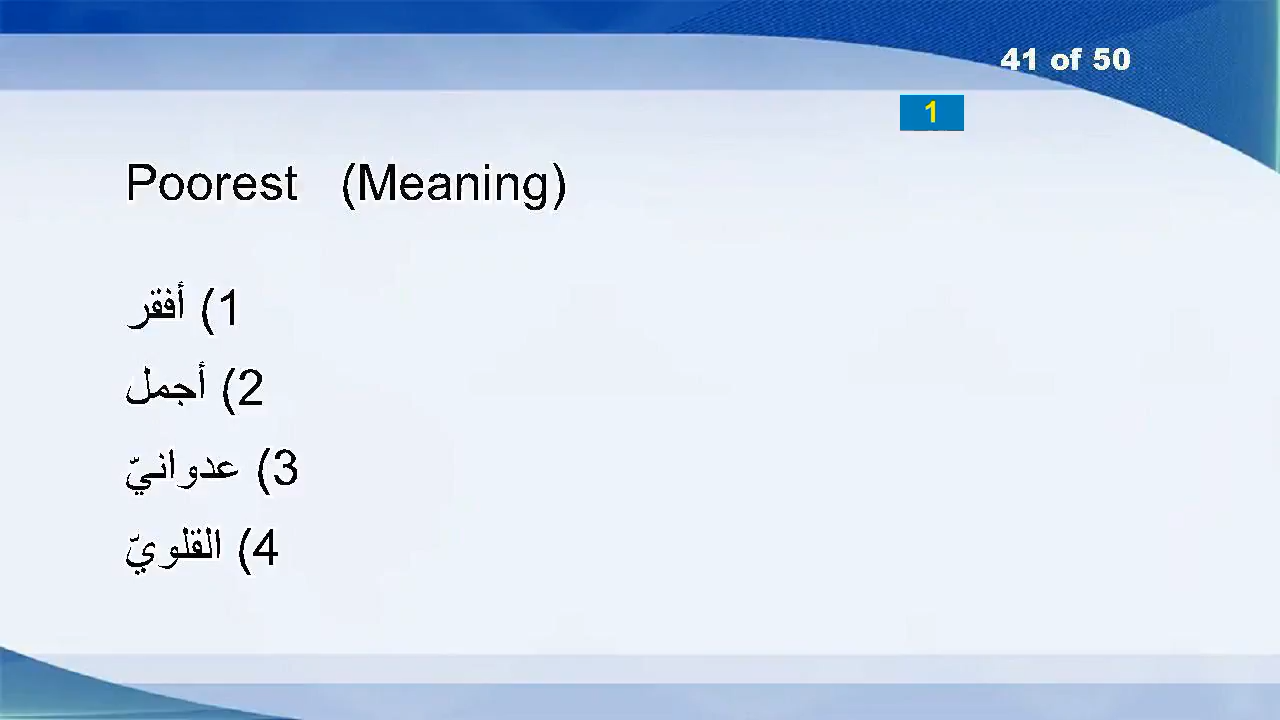 41 of 50
1
Poorest (Meaning)
1) أفقر
2) أجمل
3) عدوانيّ
4) القلويّ